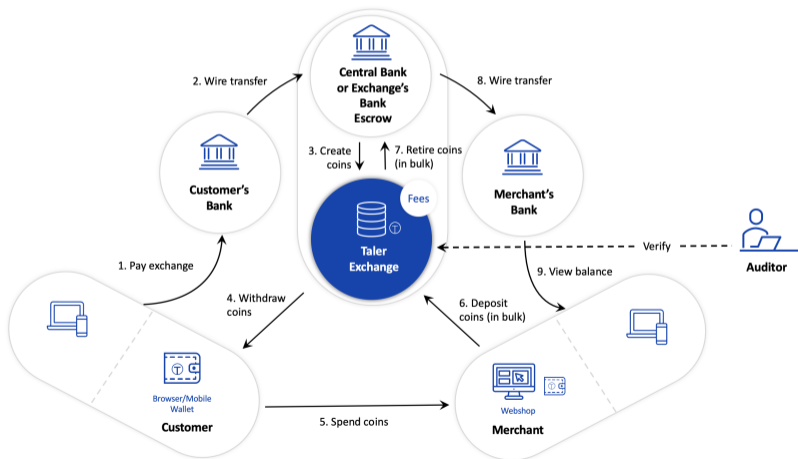 Central Bank
or Exchange's
Bank
Escrow
2. Wire transfer
8. Wire transfer
3. Create
coins
7. Retire coins
(in bulk)
Customer's
Bank
Merchant's
Bank
Fees
T
Taler
Exchange
Verify
Auditor
1. Pay exchange
9. View balance
4. Withdraw
coins
6. Deposit
coins (in bulk)
T
Browser/Mobile
Wallet
Customer
5. Spend coins
T
Webshop
Merchant